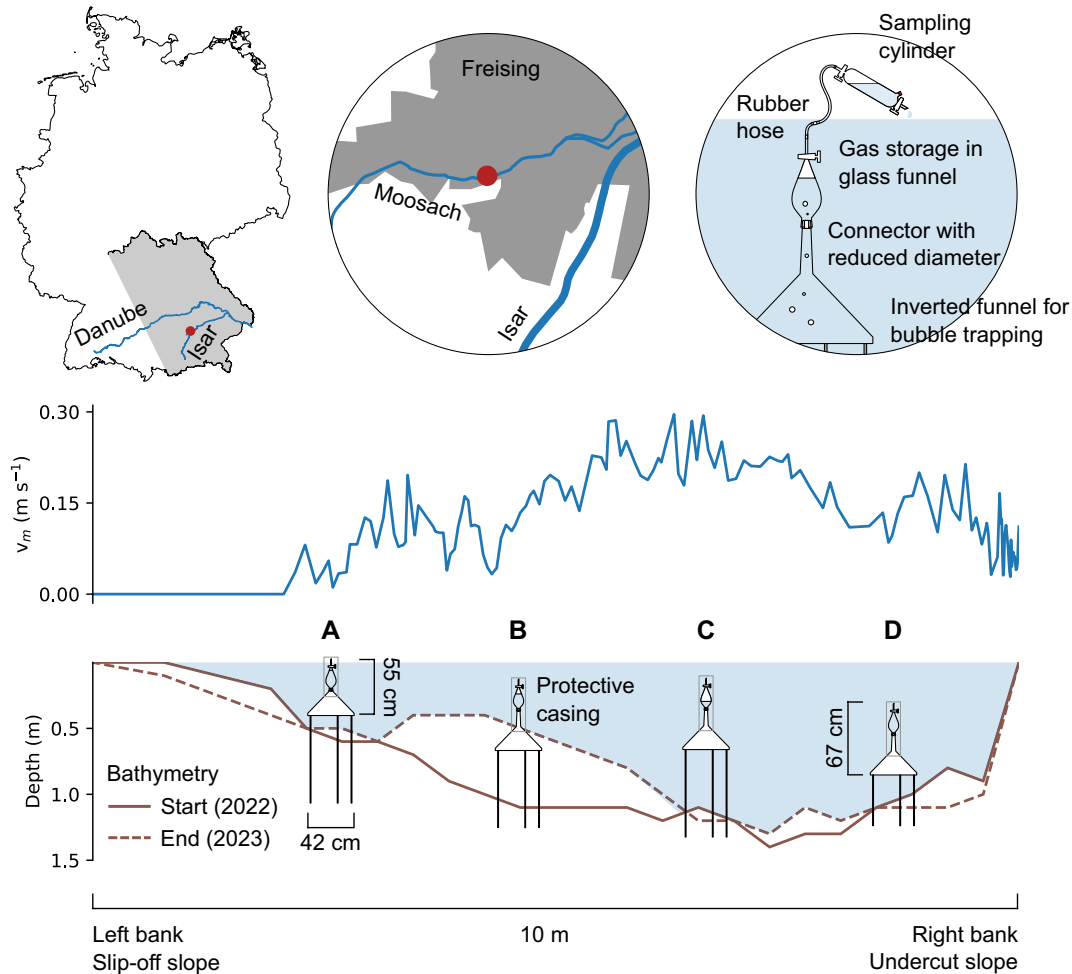 Danube
Isar
Freising
Moosach
Isar
Sampling
cylinder
Rubber
hose
Gas storage in
glass funnel
Connector with
reduced diameter
Inverted funnel for
bubble trapping
v_m (m s⁻¹)
0.30
0.15
0.00
A
B
C
D
Depth (m)
0.5
1.0
1.5
55 cm
Protective
casing
67 cm
Bathymetry
Start (2022)
End (2023)
42 cm
Left bank
Slip-off slope
10 m
Right bank
Undercut slope